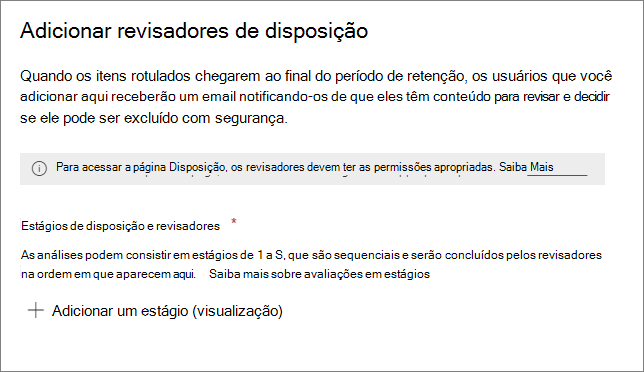 Adicionar revisadores de disposição
Quando os itens rotulados chegarem ao final do período de retenção, os usuários que você
adicionar aqui receberão um email notificando-os de que eles têm conteúdo para revisar e decidir
se ele pode ser excluído com segurança.
Para acessar a página Disposição, os revisadores devem ter as permissões apropriadas. Saiba Mais
Estágios de disposição e revisadores *
As análises podem consistir em estágios de 1 a S, que são sequenciais e serão concluídos pelos revisadores
na ordem em que aparecem aqui. Saiba mais sobre avaliações em estágios
Adicionar um estágio (visualização)